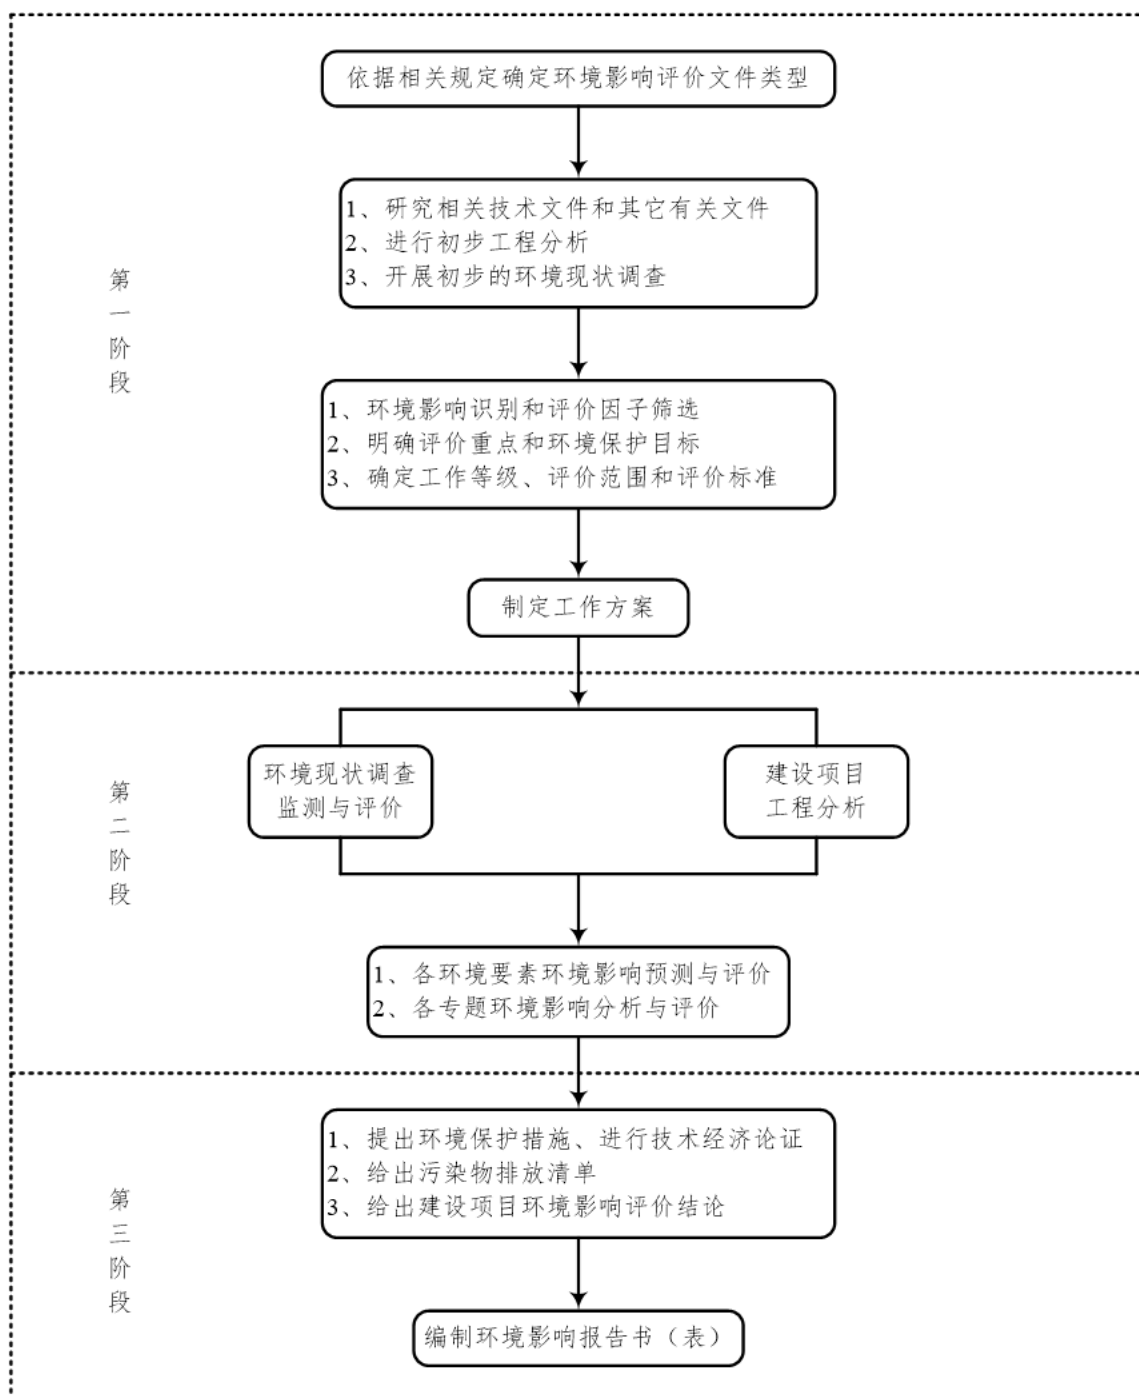 依据相关规定确定环境影响评价文件类型
1、研究相关技术文件和其它有关文件
2、进行初步工程分析
3、开展初步的环境现状调查
第一阶段
1、环境影响识别和评价因子筛选
2、明确评价重点和环境保护目标
3、确定工作等级、评价范围和评价标准
制定工作方案
第二阶段
环境现状调查
监测与评价
建设项目
工程分析
1、各环境要素环境影响预测与评价
2、各专题环境影响分析与评价
第三阶段
1、提出环境保护措施、进行技术经济论证
2、给出污染物排放清单
3、给出建设项目环境影响评价结论
编制环境影响报告书（表）